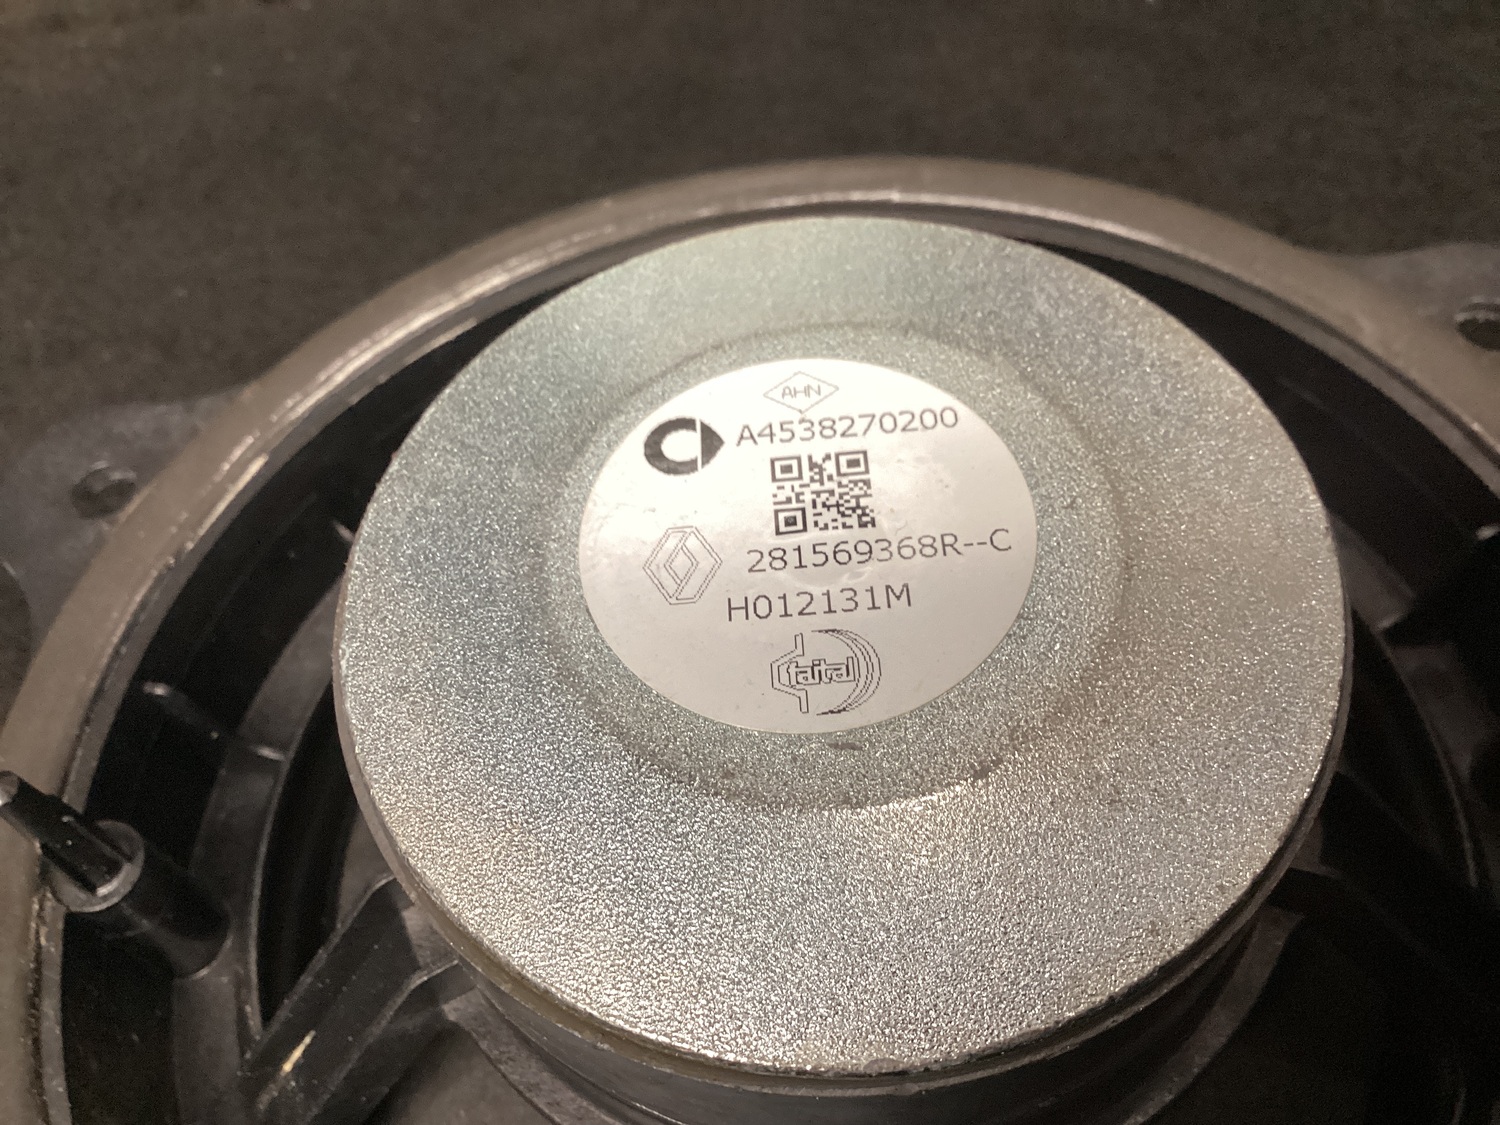 AHN
A4538270200
281569368R--C
H012131M
faital